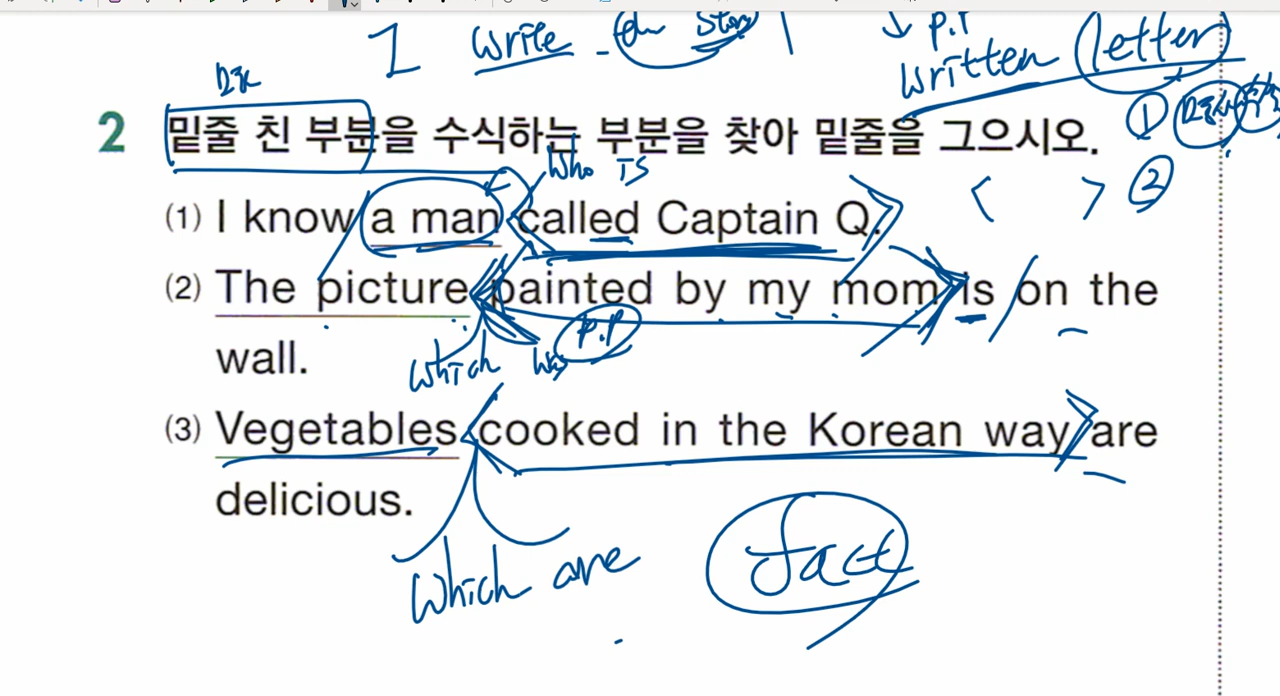 I write the story
↓ p.p
written letter
①
2 밑줄 친 부분을 수식하는 부분을 찾아 밑줄을 그으시오.
who is
< > ②
(1) I know a man called Captain Q.
(2) The picture painted by my mom is on the
p.p
wall.
which was
(3) Vegetables cooked in the Korean way are
delicious.
which are
fact